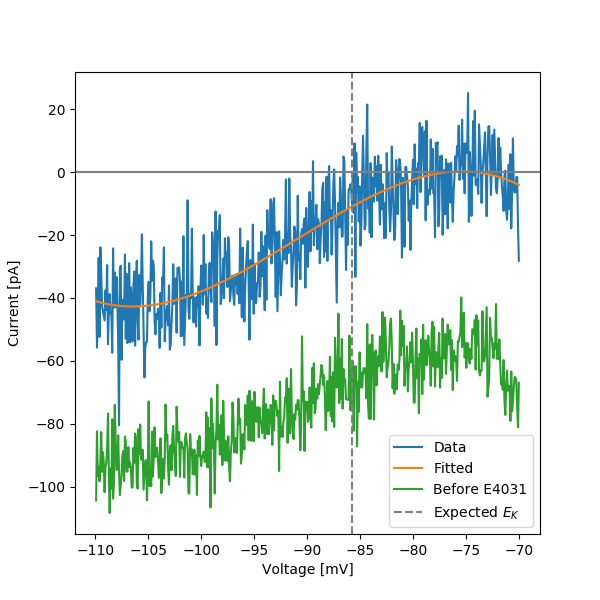 20
0
−20
−40
−60
−80
−100
Current [pA]
Data
Fitted
Before E4031
Expected E_K
−110
−105
−100
−95
−90
−85
−80
−75
−70
Voltage [mV]